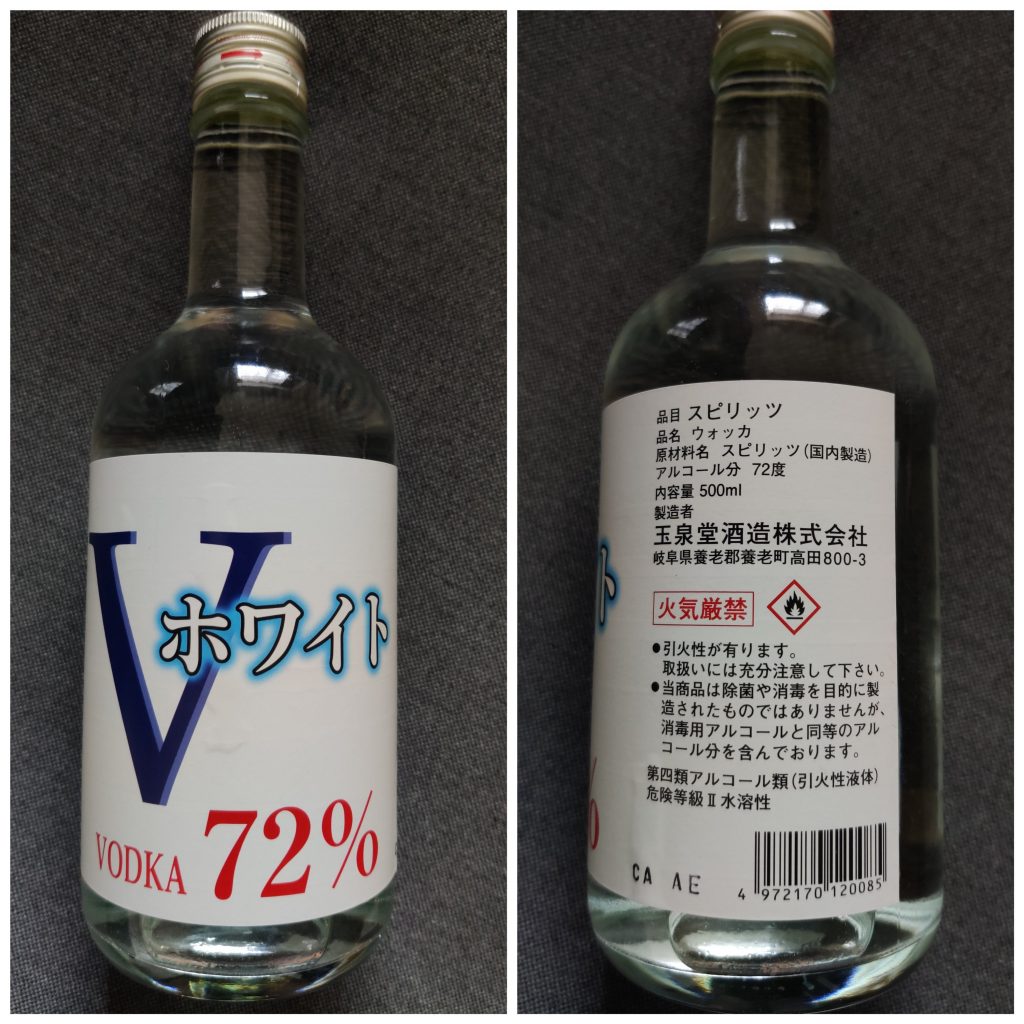 V
ホワイト
VODKA 72%
品目 スピリッツ
品名 ウォッカ
原材料名 スピリッツ(国内製造)
アルコール分 72度
内容量 500ml
製造者
玉泉堂酒造株式会社
岐阜県養老郡養老町高田800-3
火気厳禁
●引火性が有ります。
取扱いには充分注意して下さい。
●当商品は除菌や消毒を目的に製
造されたものではありませんが、
消毒用アルコールと同等のアル
コール分を含んでおります。
第四類アルコール類(引火性液体)
危険等級Ⅱ水溶性
CA ΛE
4 972170 120085
ト
%